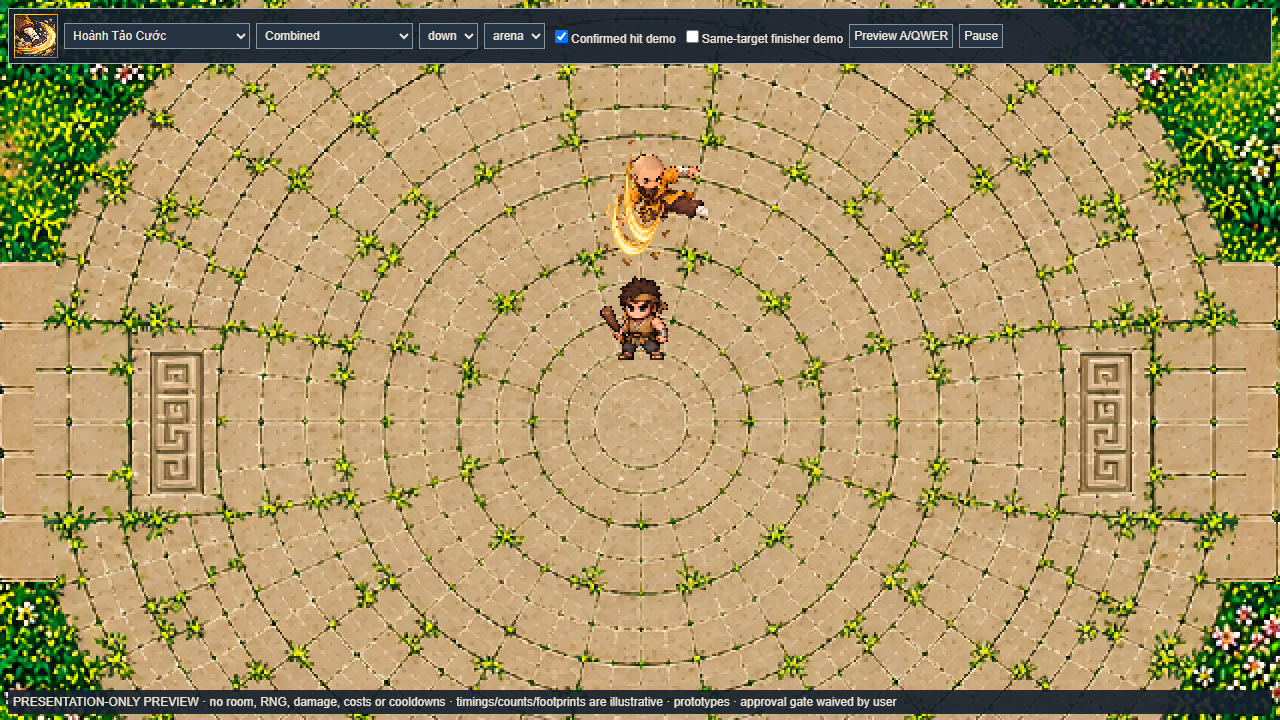 Hoành Tảo Cước Combined down arena Confirmed hit demo Same-target finisher demo Preview A/QWER Pause
PRESENTATION-ONLY PREVIEW · no room, RNG, damage, costs or cooldowns · timings/counts/footprints are illustrative · prototypes · approval gate waived by user